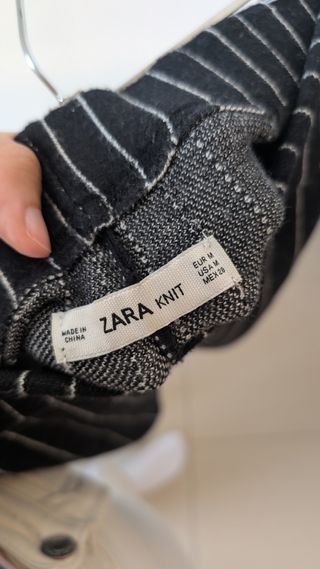 MADE IN
CHINA
ZARA KNIT
EUR M
USA M
MEX 28